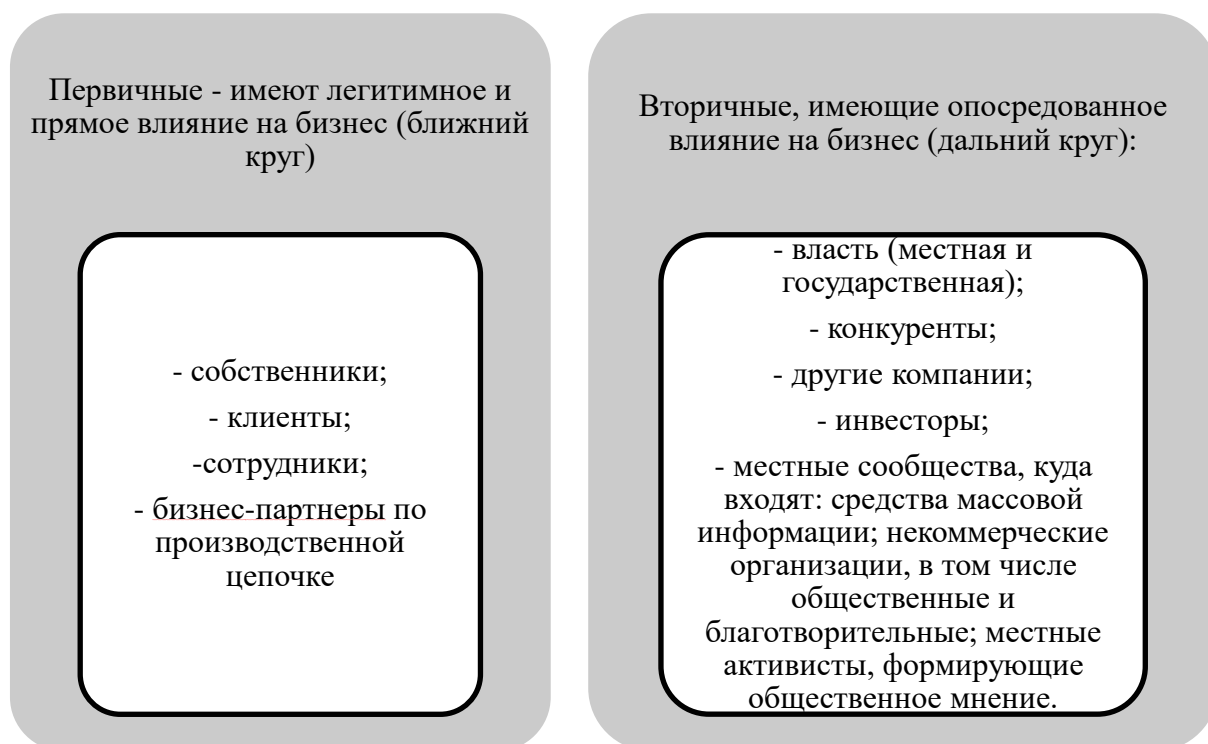 Первичные - имеют легитимное и
прямое влияние на бизнес (ближний
круг)
- собственники;
- клиенты;
-сотрудники;
- бизнес-партнеры по
производственной
цепочке
Вторичные, имеющие опосредованное
влияние на бизнес (дальний круг):
- власть (местная и
государственная);
- конкуренты;
- другие компании;
- инвесторы;
- местные сообщества, куда
входят: средства массовой
информации; некоммерческие
организации, в том числе
общественные и
благотворительные; местные
активисты, формирующие
общественное мнение.